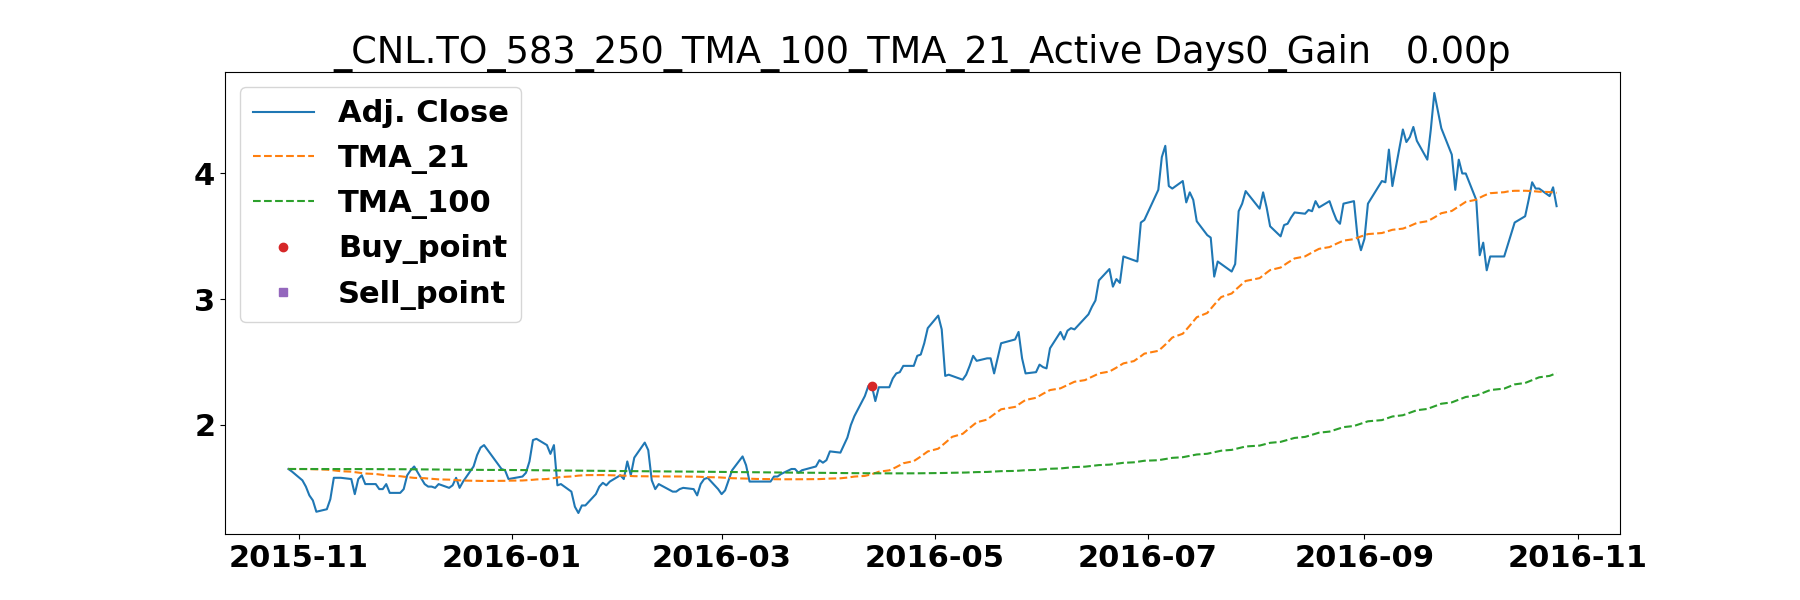 _CNL.TO_583_250_TMA_100_TMA_21_Active Days0_Gain   0.00p
Adj. Close
TMA_21
TMA_100
Buy_point
Sell_point
4
3
2
2015-11 2016-01 2016-03 2016-05 2016-07 2016-09 2016-11